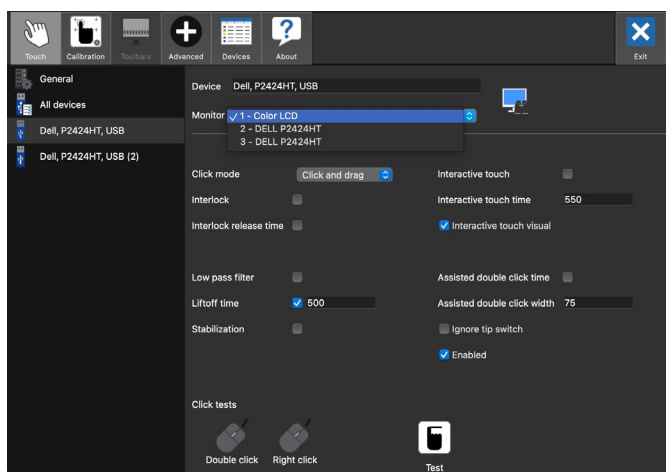 Touch Calibration Toolbars Advanced Devices About Exit
General
All devices
Dell, P2424HT, USB
Dell, P2424HT, USB (2)
Device Dell, P2424HT, USB
Monitor ✓ 1 - Color LCD
2 - DELL P2424HT
3 - DELL P2424HT
Click mode Click and drag Interactive touch
Interlock Interactive touch time 550
Interlock release time Interactive touch visual
Low pass filter Assisted double click time
Liftoff time 500 Assisted double click width 75
Stabilization Ignore tip switch
Enabled
Click tests
Double click Right click Test